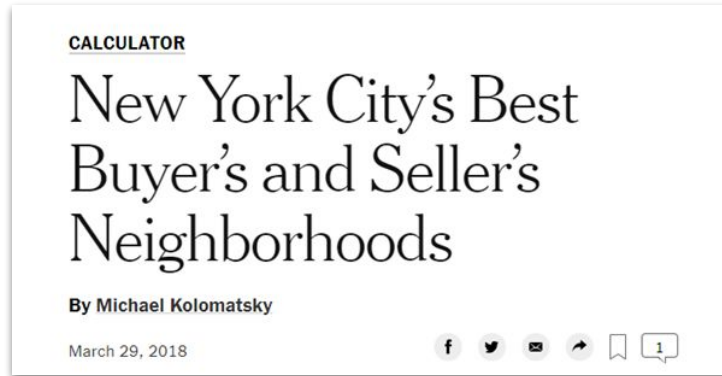 CALCULATOR
New York City’s Best
Buyer’s and Seller’s
Neighborhoods
By Michael Kolomatsky
March 29, 2018
1